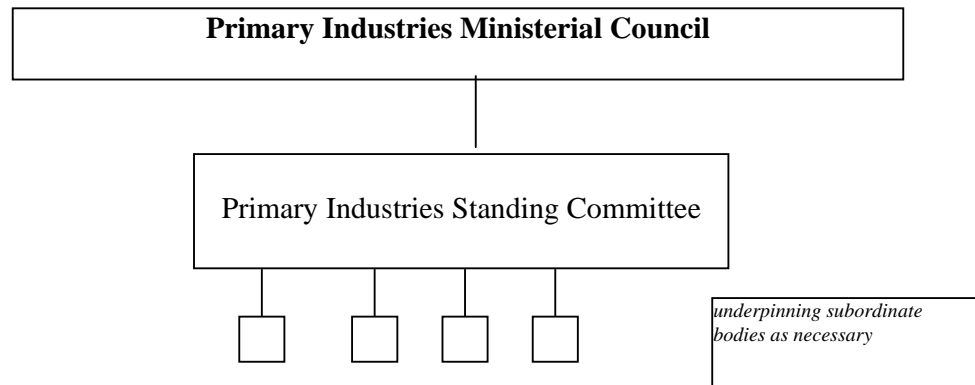 Primary Industries Ministerial Council
Primary Industries Standing Committee
underpinning subordinate
bodies as necessary